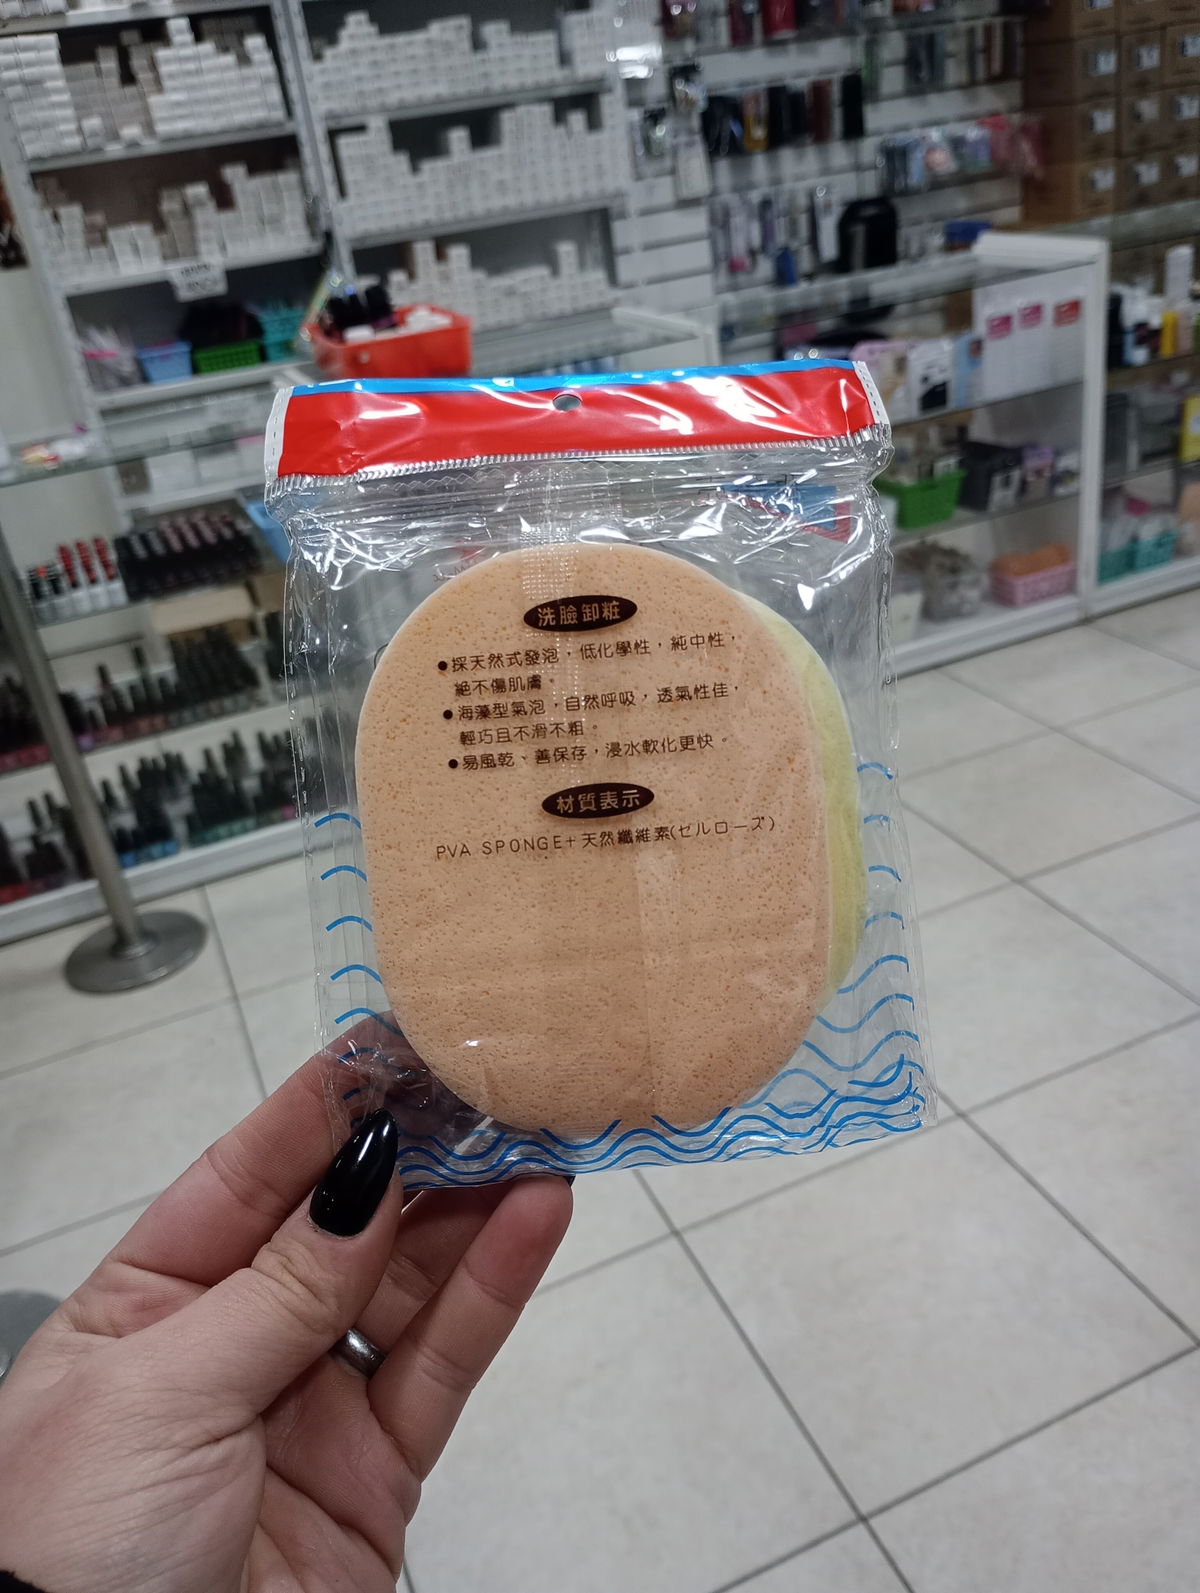 洗臉卸粧
●採天然式發泡，低化學性，純中性，
絕不傷肌膚。
●海藻型氣泡，自然呼吸，透氣性佳，
輕巧且不滑不粗。
●易風乾、善保存，浸水軟化更快。
材質表示
PVA SPONGE+天然纖維素(ゼルローズ)